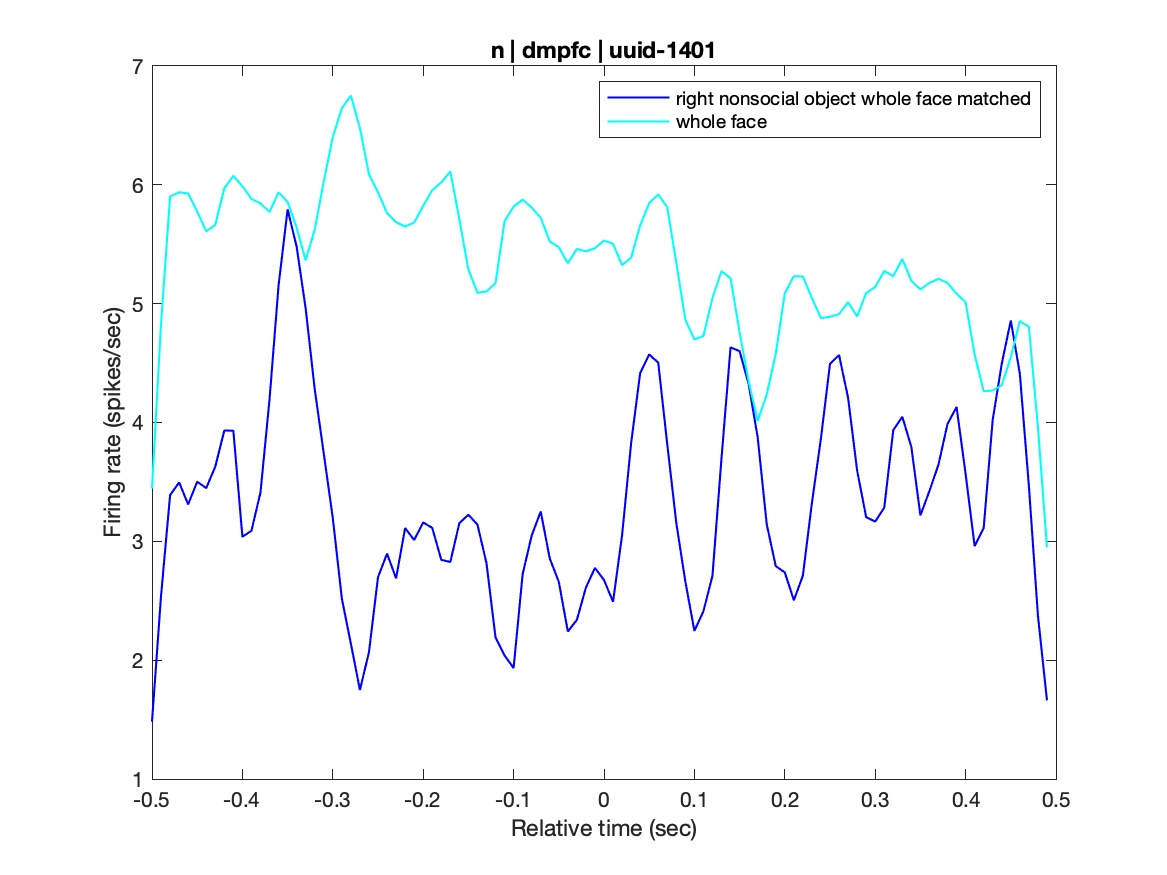 n | dmpfc | uuid-1401
right nonsocial object whole face matched
whole face
Firing rate (spikes/sec)
7
6
5
4
3
2
1
-0.5 -0.4 -0.3 -0.2 -0.1 0 0.1 0.2 0.3 0.4 0.5
Relative time (sec)